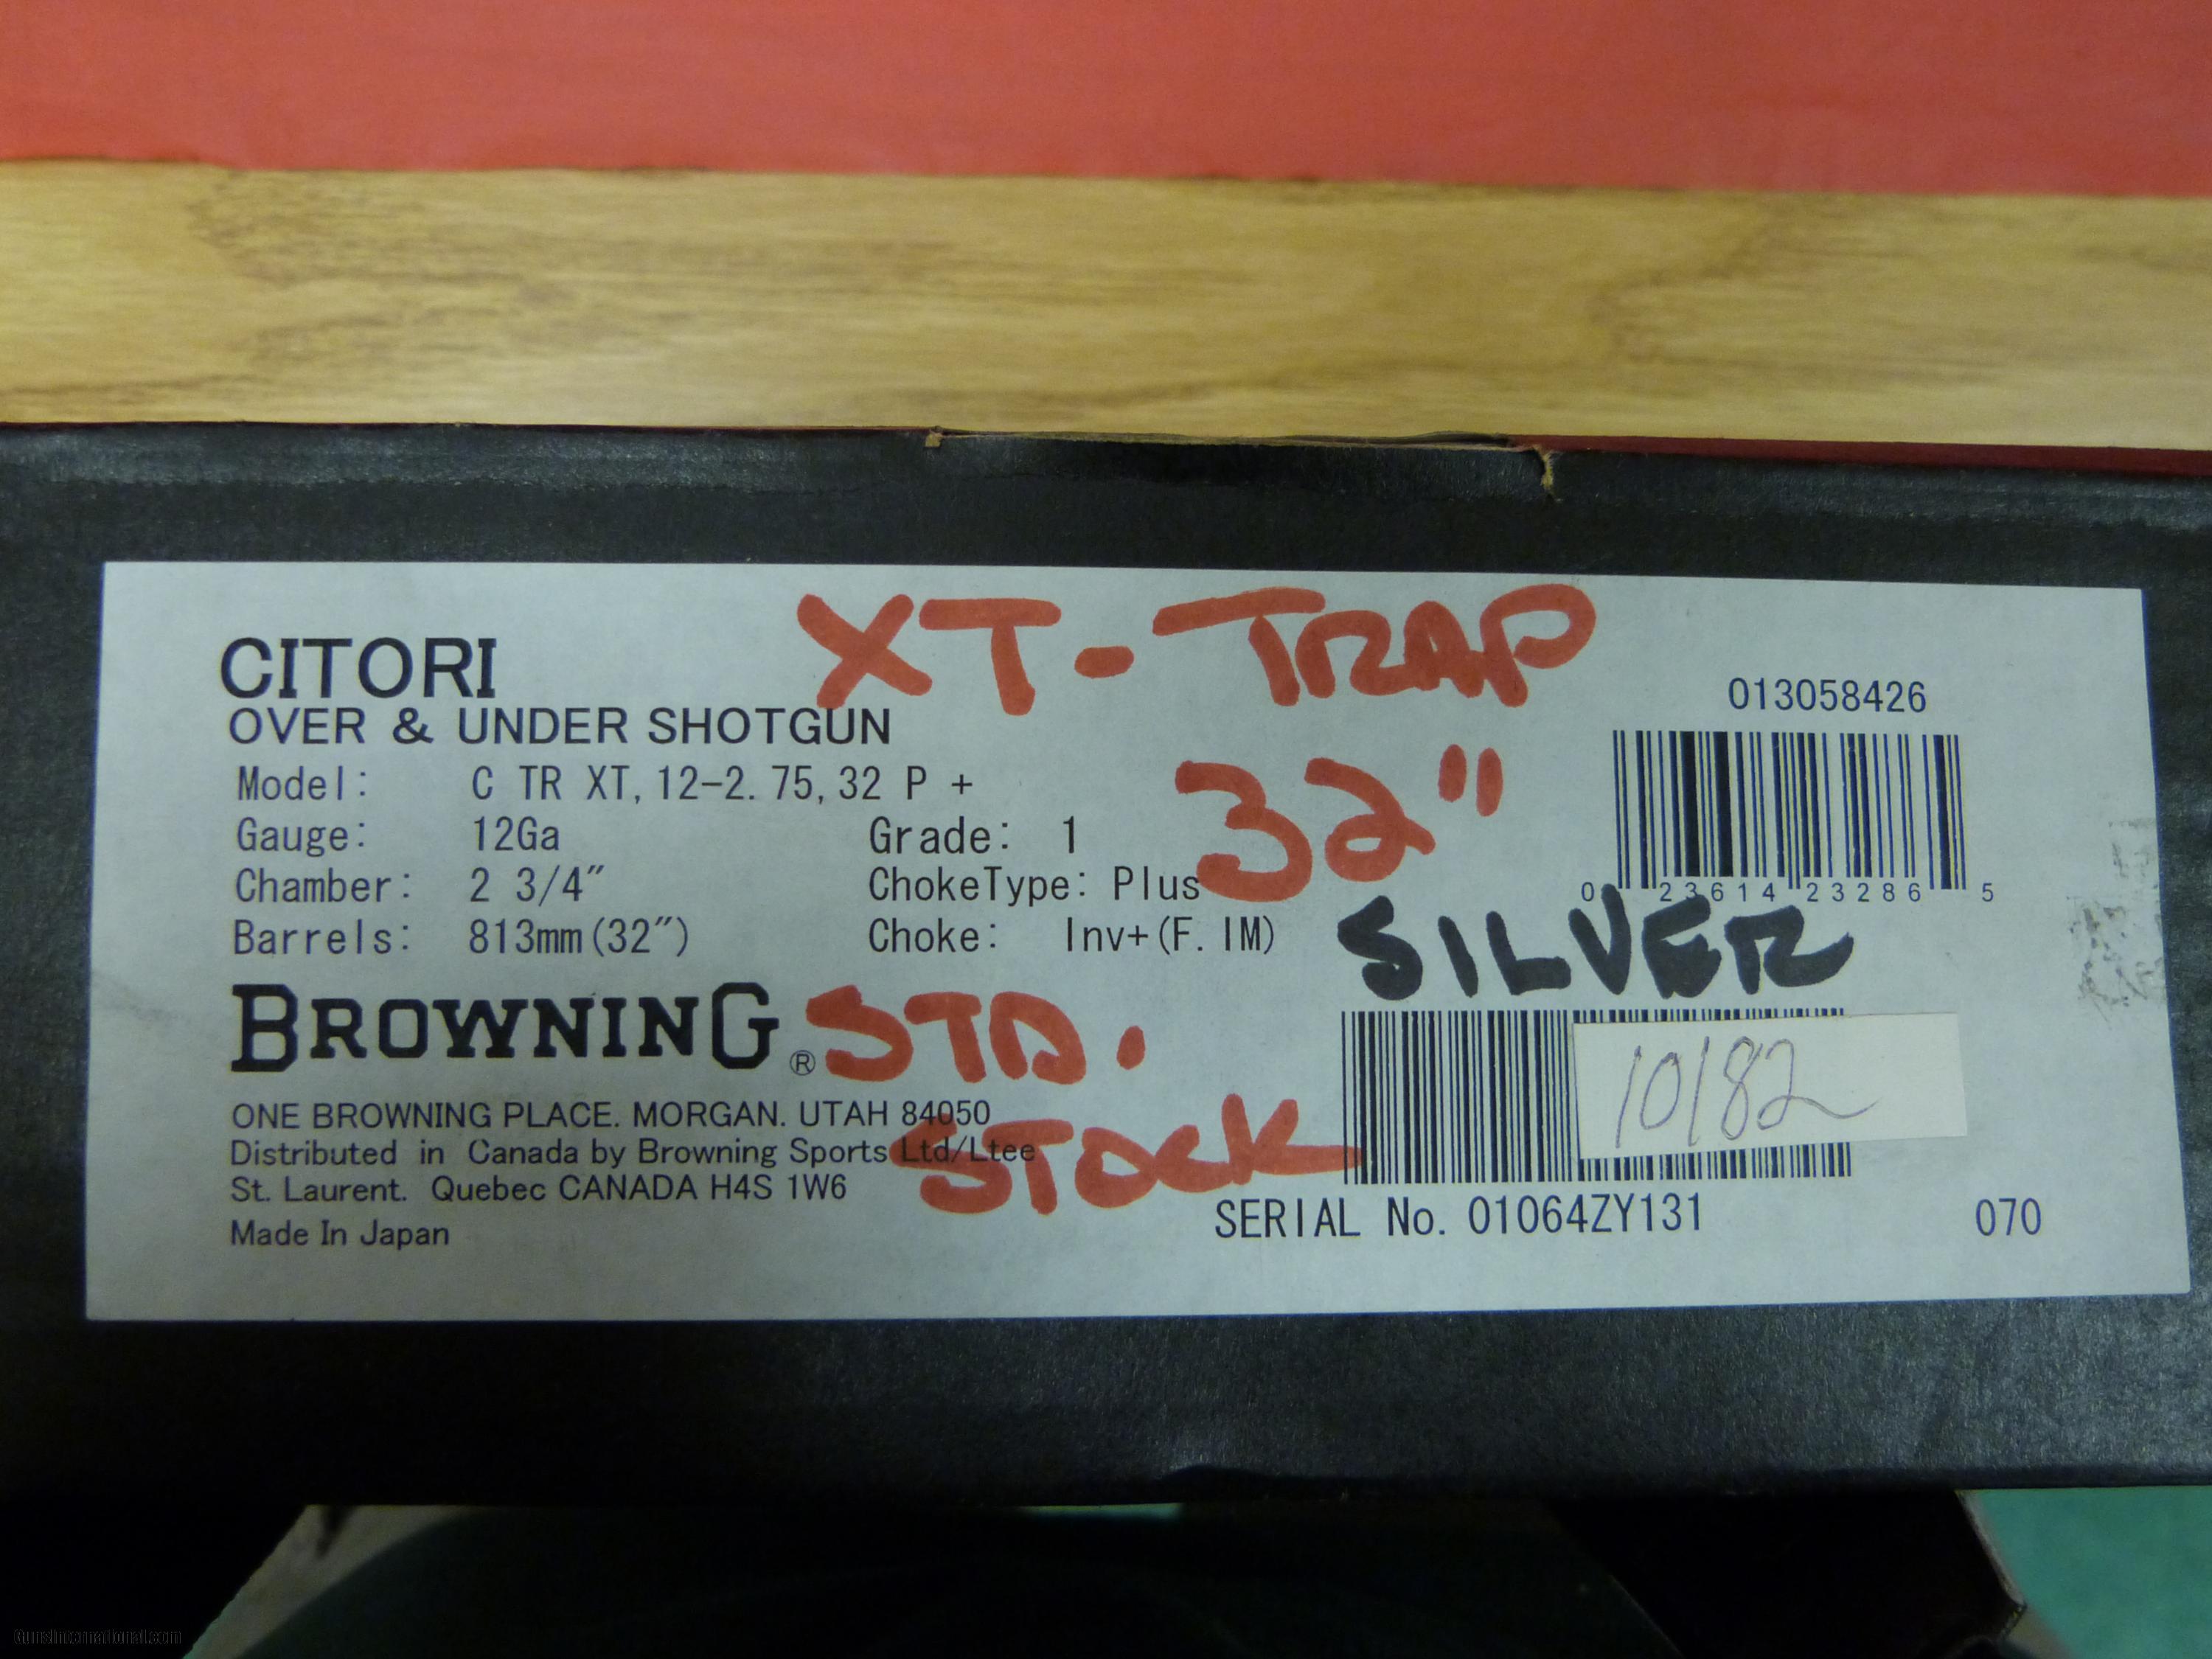 XT-TRAP
CITORI
OVER & UNDER SHOTGUN
013058426
Model: C TR XT, 12-2. 75, 32 P +
32"
Gauge: 12Ga Grade: 1
Chamber: 2 3/4" ChokeType: Plus
0 23614 23286 5
Barrels: 813mm(32") Choke: Inv+(F. IM)
SILVER
BROWNING®
STD.
10182
ONE BROWNING PLACE. MORGAN. UTAH 84050
STOCK
Distributed in Canada by Browning Sports Ltd/Ltee
St. Laurent. Quebec CANADA H4S 1W6
SERIAL No. 01064ZY131 070
Made In Japan
GunsInternational.com